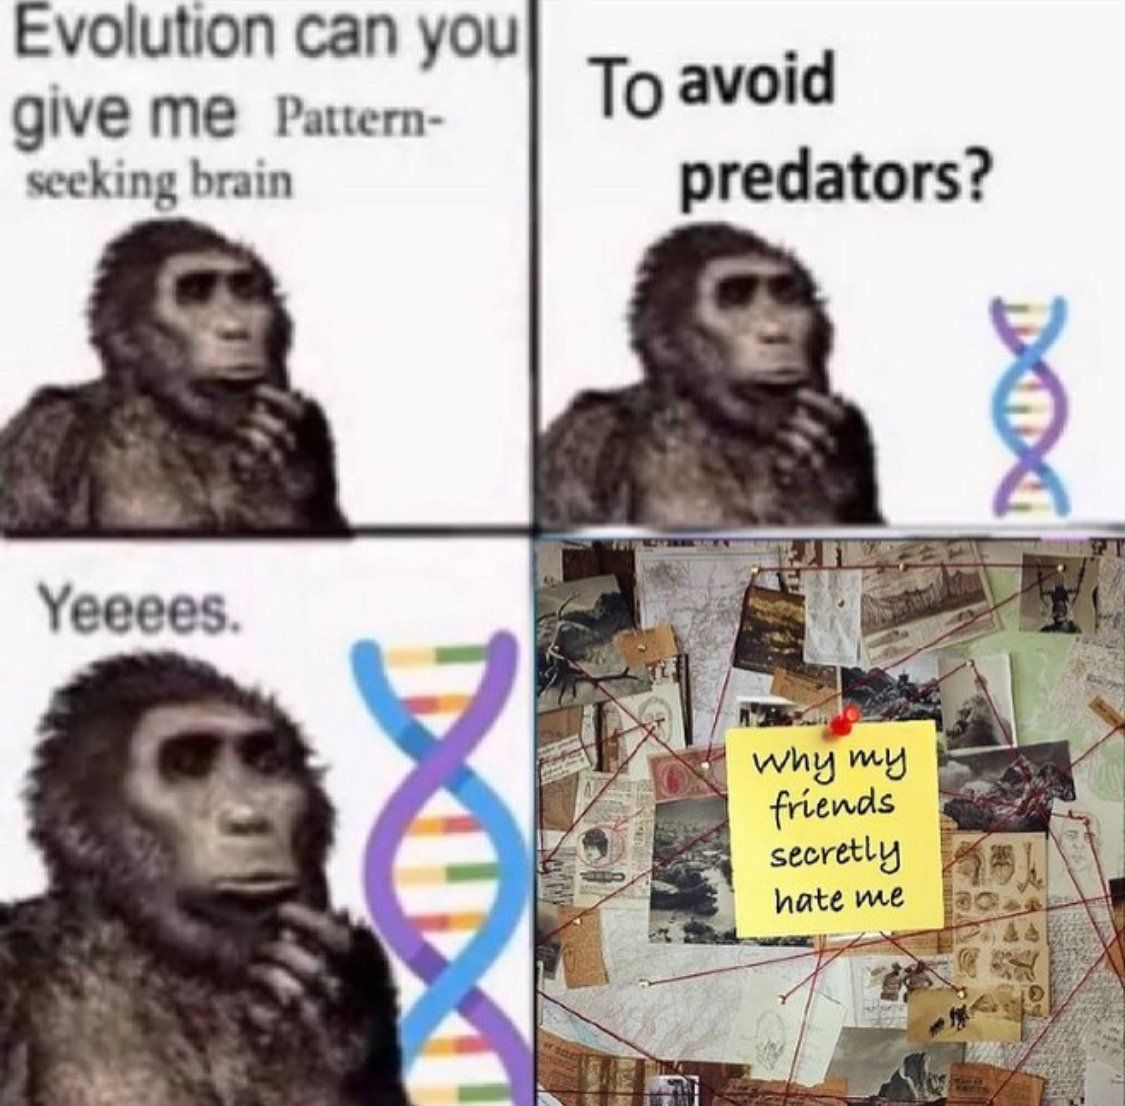 Evolution can you
give me Pattern-
seeking brain
To avoid
predators?
Yeeees.
why my
friends
secretly
hate me